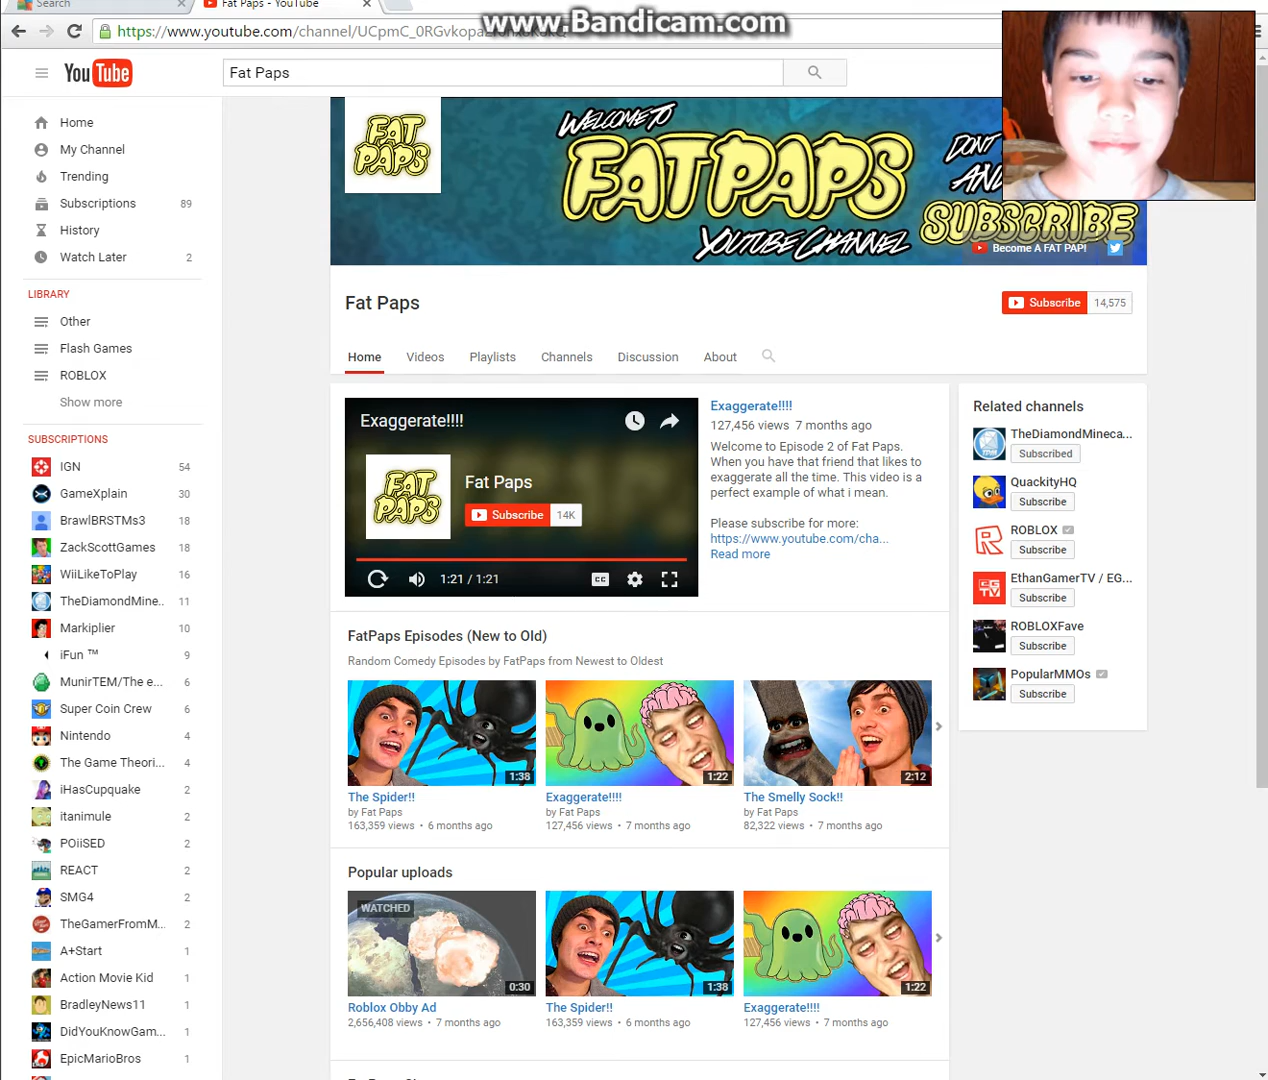 Search
Fat Paps - YouTube
www.Bandicam.com
https://www.youtube.com/channel/
YouTube
Fat Paps
Home
My Channel
Trending
Subscriptions 89
History
Watch Later 2
LIBRARY
Other
Flash Games
ROBLOX
Show more
SUBSCRIPTIONS
IGN 54
GameXplain 30
BrawlBRSTMs3 18
ZackScottGames 18
WiiLikeToPlay 16
TheDiamondMine.. 11
Markiplier 10
iFun ™ 9
MunirTEM/The e... 6
Super Coin Crew 6
Nintendo 4
The Game Theori... 4
iHasCupquake 2
itanimule 2
POiiSED 2
REACT 2
SMG4 2
TheGamerFromM... 2
A+Start 1
Action Movie Kid 1
BradleyNews11 1
DidYouKnowGam... 1
EpicMarioBros 1
FAT PAPS
WELCOME TO
FATPAPS
YOUTUBE CHANNEL
DON'T
AND
SUBSCRIBE
Become A FAT PAP!
Fat Paps
Subscribe 14,575
Home Videos Playlists Channels Discussion About
Exaggerate!!!!
FAT PAPS
Fat Paps
Subscribe 14K
1:21 / 1:21
CC
Exaggerate!!!!
127,456 views 7 months ago
Welcome to Episode 2 of Fat Paps.
When you have that friend that likes to
exaggerate all the time. This video is a
perfect example of what i mean.
Please subscribe for more:
https://www.youtube.com/cha...
Read more
FatPaps Episodes (New to Old)
Random Comedy Episodes by FatPaps from Newest to Oldest
1:38
The Spider!!
by Fat Paps
163,359 views • 6 months ago
1:22
Exaggerate!!!!
by Fat Paps
127,456 views • 7 months ago
2:12
The Smelly Sock!!
by Fat Paps
82,322 views • 7 months ago
Popular uploads
WATCHED
0:30
Roblox Obby Ad
2,656,408 views • 7 months ago
1:38
The Spider!!
163,359 views • 6 months ago
1:22
Exaggerate!!!!
127,456 views • 7 months ago
Related channels
TheDiamondMineca...
Subscribed
QuackityHQ
Subscribe
ROBLOX
Subscribe
EthanGamerTV / EG...
Subscribe
ROBLOXFave
Subscribe
PopularMMOs
Subscribe